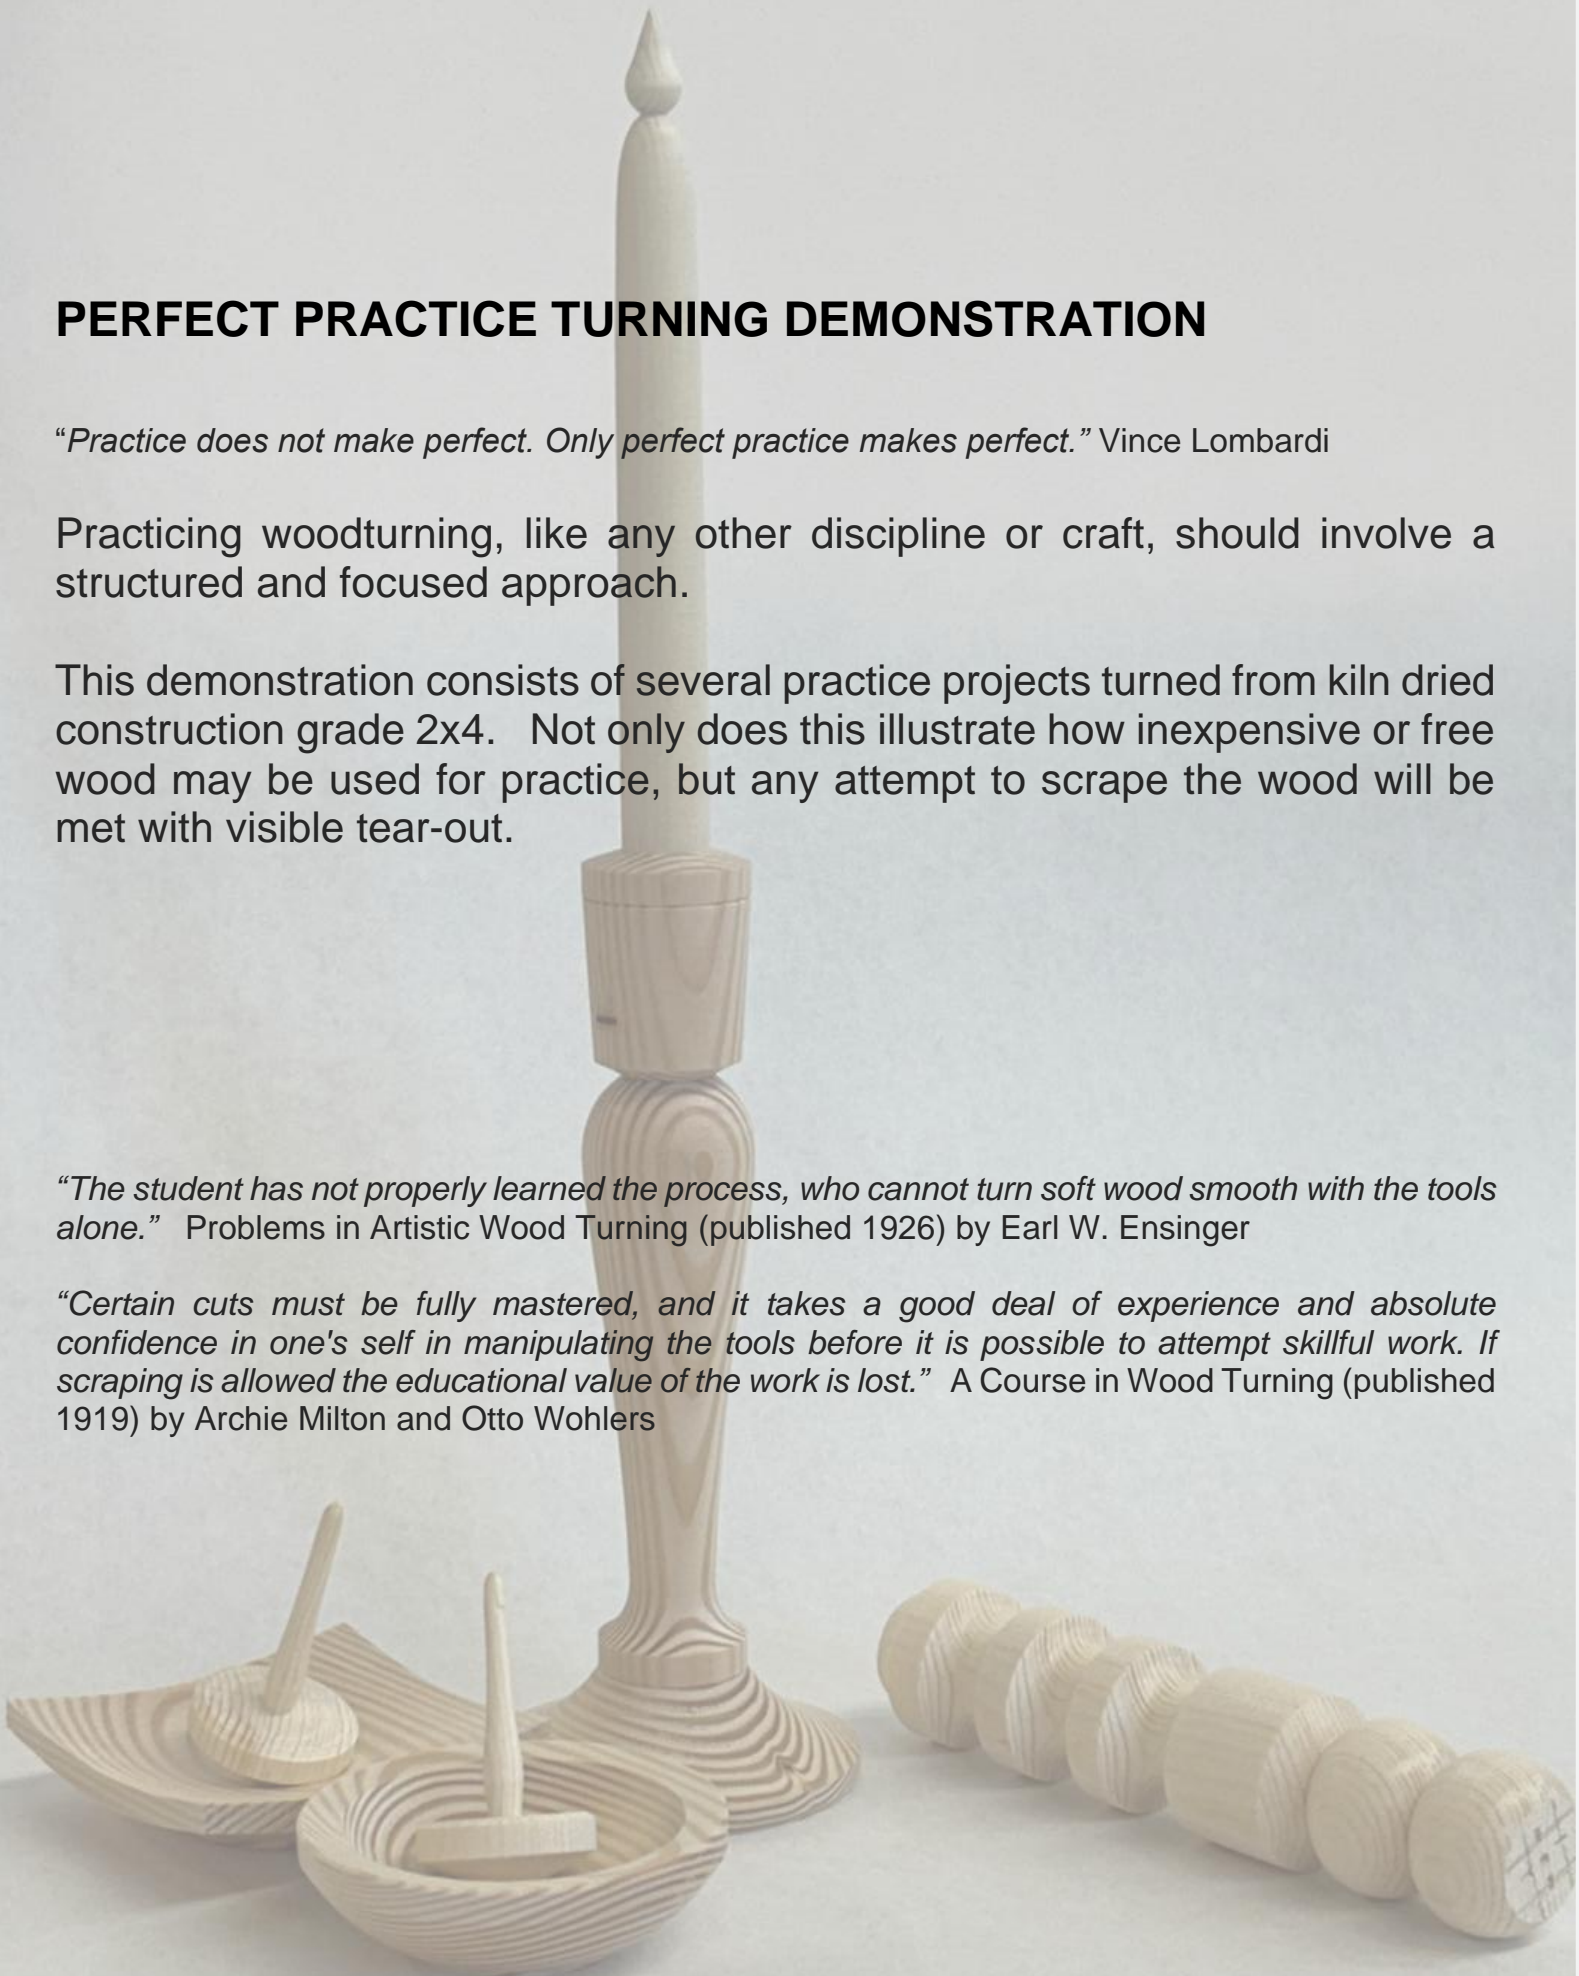 PERFECT PRACTICE TURNING DEMONSTRATION
“Practice does not make perfect. Only perfect practice makes perfect.” Vince Lombardi
Practicing woodturning, like any other discipline or craft, should involve a
structured and focused approach.
This demonstration consists of several practice projects turned from kiln dried
construction grade 2x4.   Not only does this illustrate how inexpensive or free
wood may be used for practice, but any attempt to scrape the wood will be
met with visible tear-out.
“The student has not properly learned the process, who cannot turn soft wood smooth with the tools
alone.”   Problems in Artistic Wood Turning (published 1926) by Earl W. Ensinger
“Certain cuts must be fully mastered, and it takes a good deal of experience and absolute
confidence in one's self in manipulating the tools before it is possible to attempt skillful work. If
scraping is allowed the educational value of the work is lost.”  A Course in Wood Turning (published
1919) by Archie Milton and Otto Wohlers